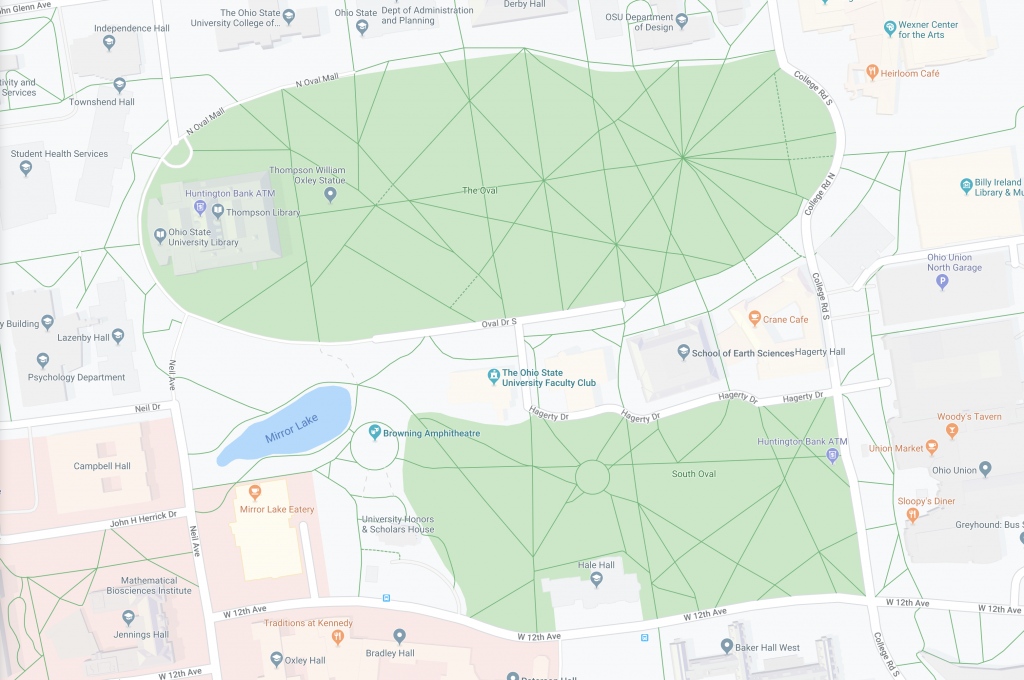 hn Glenn Ave
Independence Hall
The Ohio State
University College of...
Ohio State
Dept of Administration
and Planning
Derby Hall
OSU Department
of Design
Wexner Center
for the Arts
Heirloom Café
College Rd S
tivity and
Services
Townshend Hall
N Oval Mall
N Oval Mall
Student Health Services
Thompson William
Oxley Statue
The Oval
Huntington Bank ATM
Thompson Library
Ohio State
University Library
College Rd N
Billy Ireland
Library & Mu
Ohio Union
North Garage
College Rd S
y Building
Lazenby Hall
Psychology Department
Neil Ave
Oval Dr S
Crane Cafe
School of Earth Sciences
Hagerty Hall
The Ohio State
University Faculty Club
Neil Dr
Hagerty Dr
Hagerty Dr
Hagerty Dr
Hagerty Dr
Mirror Lake
Browning Amphitheatre
Huntington Bank ATM
Woody's Tavern
Union Market
Ohio Union
Campbell Hall
South Oval
Mirror Lake Eatery
John H Herrick Dr
Neil Ave
University Honors
& Scholars House
Sloopy's Diner
Greyhound: Bus S
Hale Hall
Mathematical
Biosciences Institute
Jennings Hall
W 12th Ave
Traditions at Kennedy
W 12th Ave
W 12th Ave
W 12th Ave
W 12th Ave
Bradley Hall
Oxley Hall
Baker Hall West
College Rd S
W 12th Ave